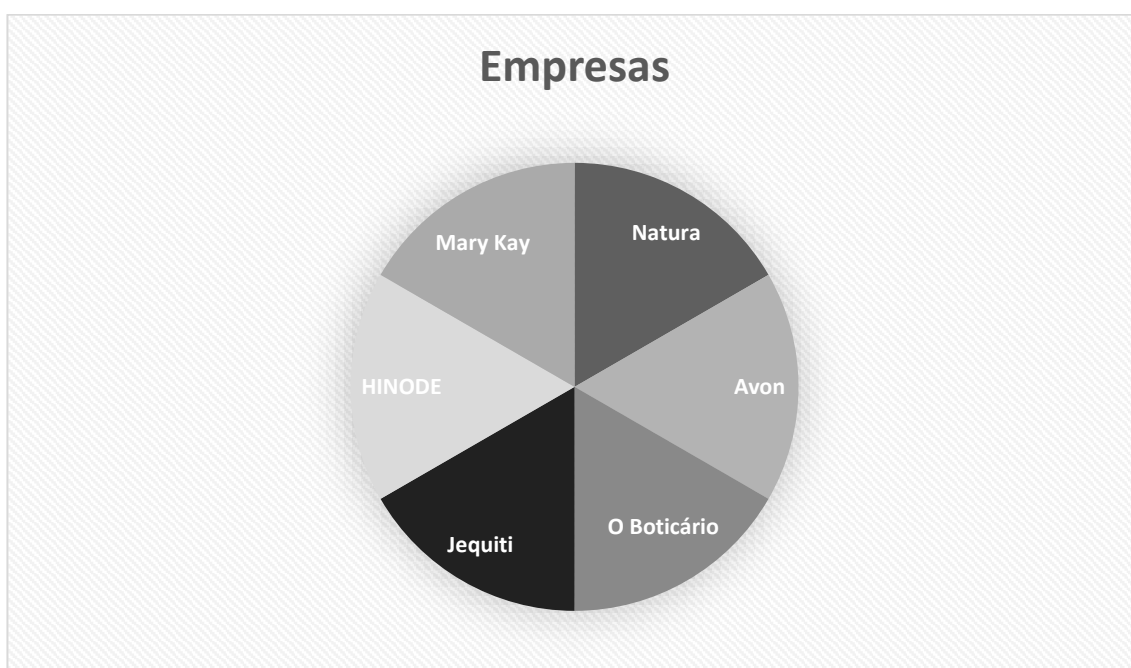 Empresas
Mary Kay
Natura
HINODE
Avon
Jequiti
O Boticário